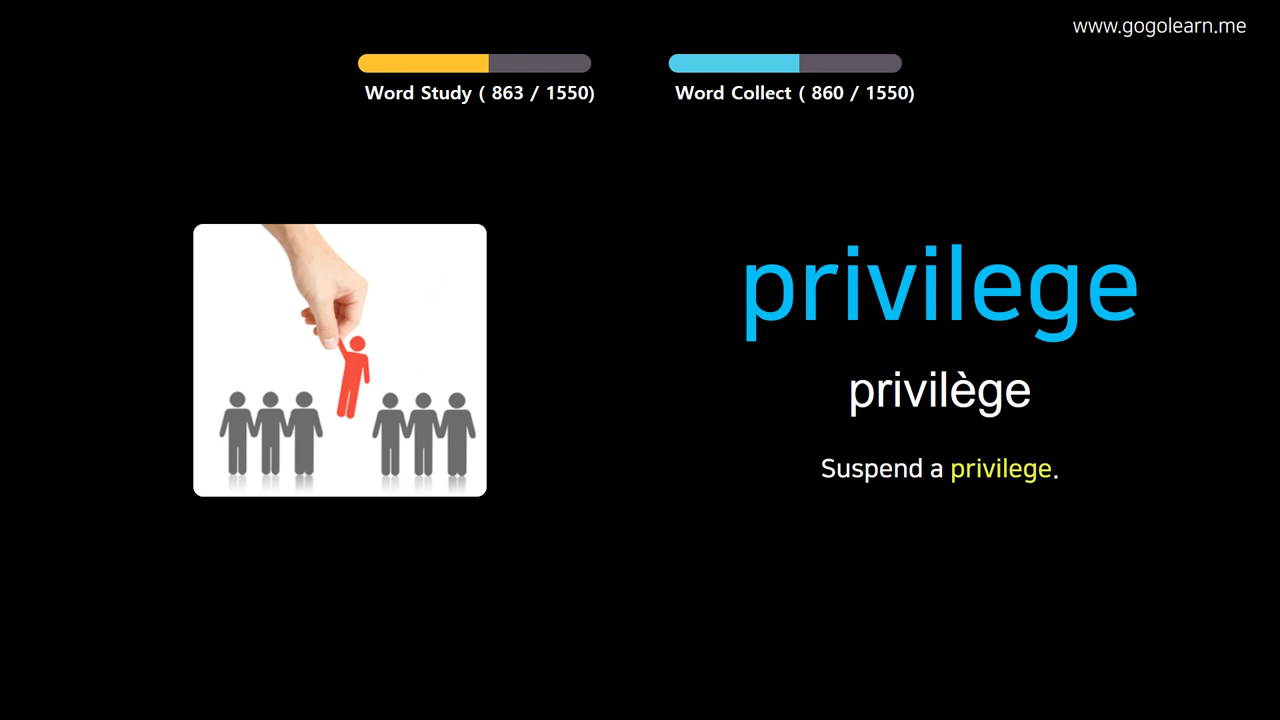 www.gogolearn.me
Word Study ( 863 / 1550)
Word Collect ( 860 / 1550)
privilege
privilège
Suspend a privilege.